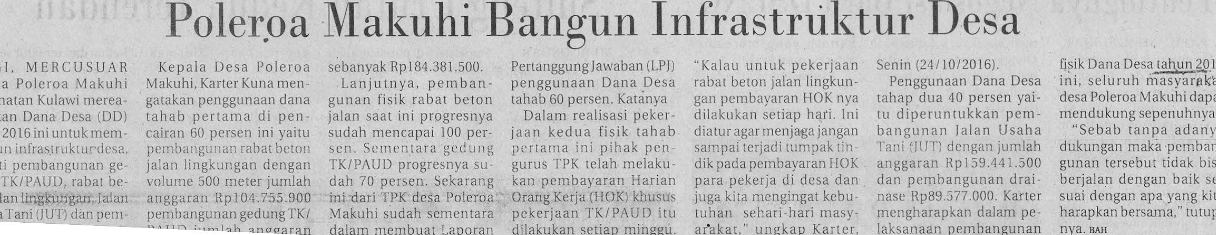 Poleroa Makuhi Bangun Infrastruktur Desa
GI, MERCUSUAR
a Poleroa Makuhi
matan Kulawi merea-
kan Dana Desa (DD)
2016 ini untuk mem-
un infrastruktur desa,
ti pembangunan ge-
TK/PAUD, rabat be-
lan lingkungan, Jalan
a Tani (JUT) dan pem-
Kepala Desa Poleroa
Makuhi, Karter Kuna men-
gatakan penggunaan dana
tahab pertama di pen-
cairan 60 persen ini yaitu
pembangunan rabat beton
jalan lingkungan dengan
volume 500 meter jumlah
anggaran Rp104.755.900
pembangunan gedung TK/
PAUD jumlah anggaran
sebanyak Rp184.381.500.
Lanjutnya, pemban-
gunan fisik rabat beton
jalan saat ini progresnya
sudah mencapai 100 per-
sen. Sementara gedung
TK/PAUD progresnya su-
dah 70 persen. Sekarang
ini dari TPK desa Poleroa
Makuhi sudah sementara
dalam membuat Laporan
Pertanggung Jawaban (LPJ)
penggunaan Dana Desa
tahab 60 persen. Katanya
Dalam realisasi peker-
jaan kedua fisik tahab
pertama ini pihak pen-
gurus TPK telah melaku-
kan pembayaran Harian
Orang Kerja (HOK) khusus
pekerjaan TK/PAUD itu
dilakukan setiap minggu.
"Kalau untuk pekerjaan
rabat beton jalan lingkun-
gan pembayaran HOK nya
dilakukan setiap hari. Ini
diatur agar menjaga jangan
sampai terjadi tumpak tin-
dik pada pembayaran HOK
para pekerja di desa dan
juga kita mengingat kebu-
tuhan sehari-hari masy-
arakat," ungkap Karter,
Senin (24/10/2016).
Penggunaan Dana Desa
tahap dua 40 persen yai-
tu diperuntukkan pem-
bangunan Jalan Usaha
Tani (JUT) dengan jumlah
anggaran Rp159.441.500
dan pembangunan drai-
nase Rp89.577.000. Karter
mengharapkan dalam pe-
laksanaan pembangunan
fisik Dana Desa tahun 201
ini, seluruh masyarak
desa Poleroa Makuhi dapa
mendukung sepenuhnya
"Sebab tanpa adany
dukungan maka pembar
gunan tersebut tidak bis
berjalan dengan baik se
suai dengan apa yang kit
harapkan bersama," tutup
nya. BAH